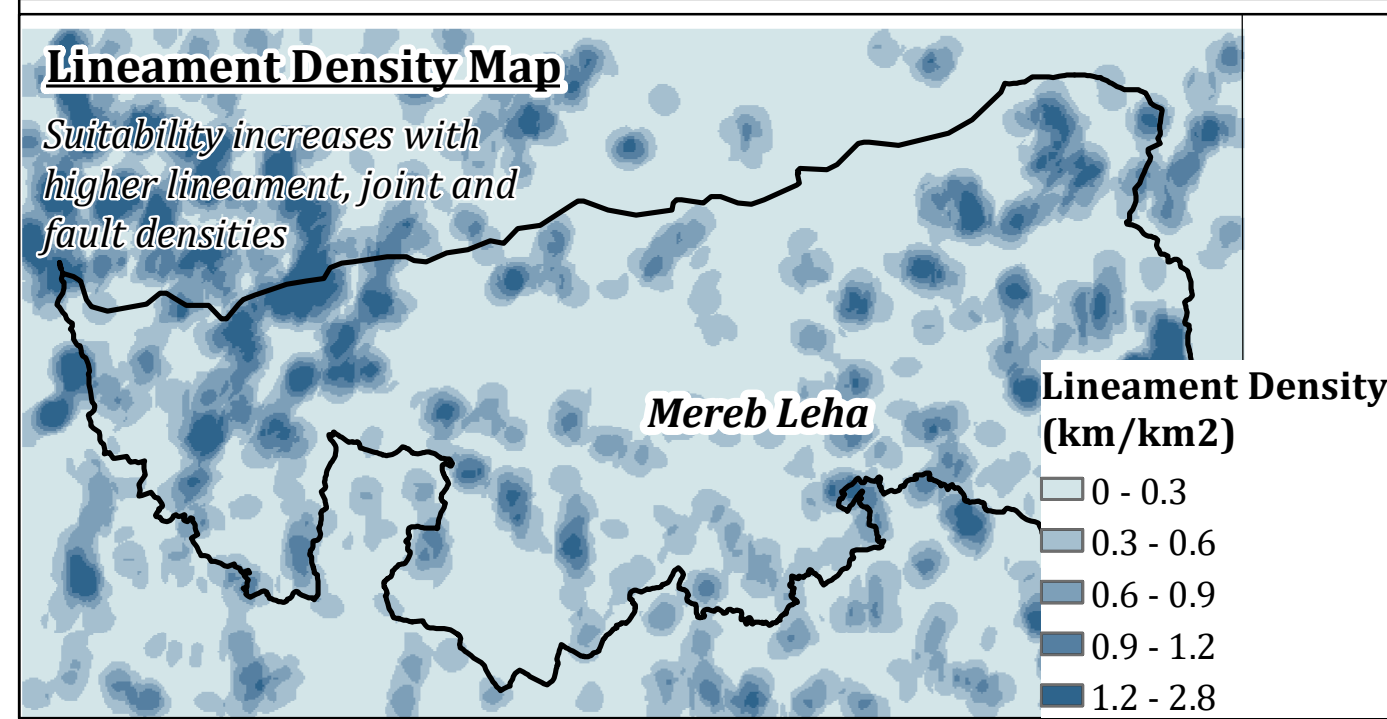 Lineament Density Map
Suitability increases with
higher lineament, joint and
fault densities
Mereb Leha
Lineament Density
(km/km2)
0 - 0.3
0.3 - 0.6
0.6 - 0.9
0.9 - 1.2
1.2 - 2.8